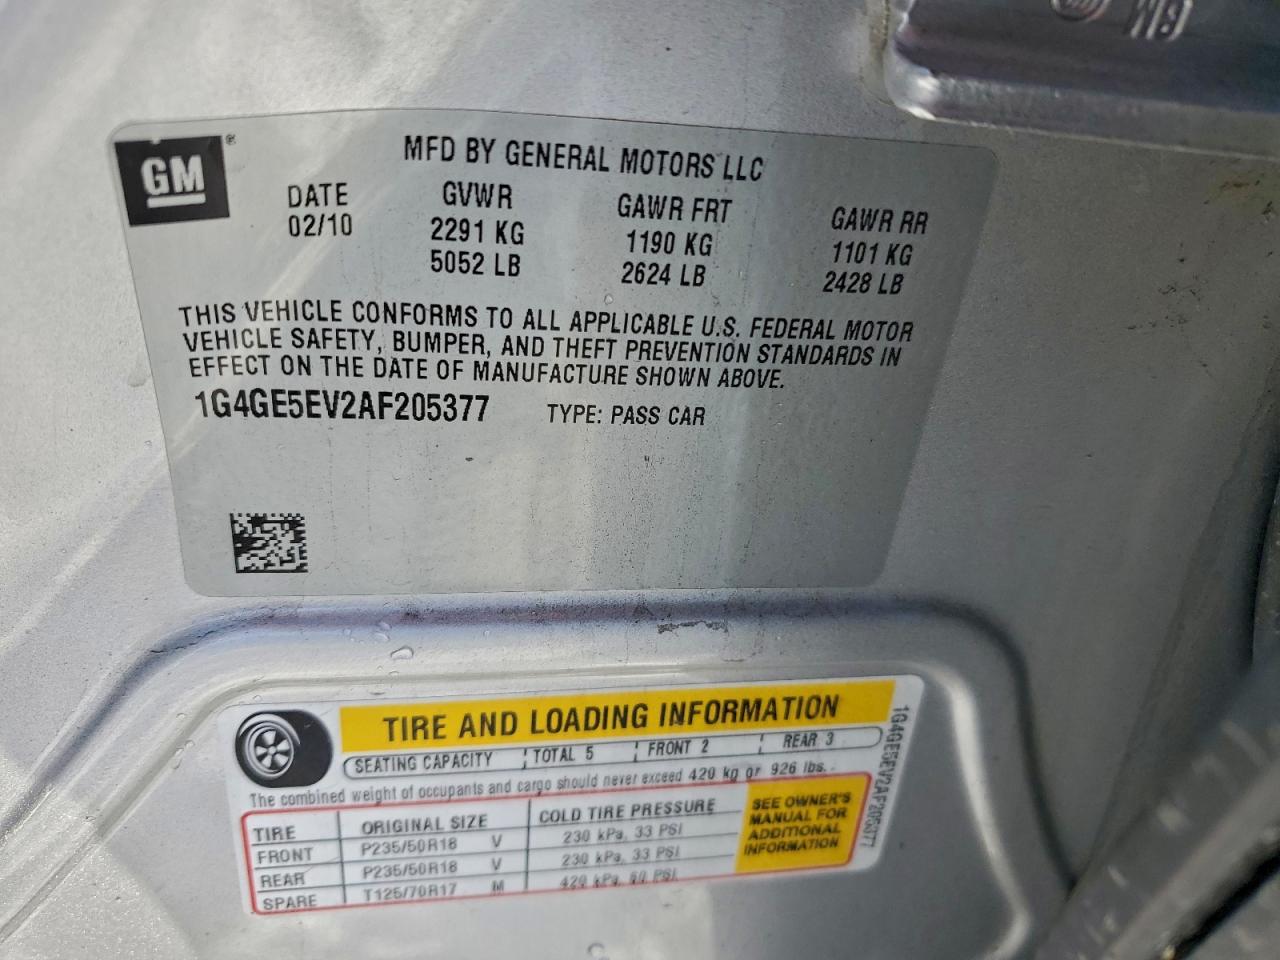 GM
MFD BY GENERAL MOTORS LLC
DATE GVWR GAWR FRT GAWR RR
02/10 2291 KG 1190 KG 1101 KG
5052 LB 2624 LB 2428 LB
THIS VEHICLE CONFORMS TO ALL APPLICABLE U.S. FEDERAL MOTOR
VEHICLE SAFETY, BUMPER, AND THEFT PREVENTION STANDARDS IN
EFFECT ON THE DATE OF MANUFACTURE SHOWN ABOVE.
1G4GE5EV2AF205377 TYPE: PASS CAR
TIRE AND LOADING INFORMATION
SEATING CAPACITY TOTAL 5 FRONT 2 REAR 3
The combined weight of occupants and cargo should never exceed 420 kg or 926 lbs.
TIRE ORIGINAL SIZE COLD TIRE PRESSURE
FRONT P235/50R18 V 230 kPa, 33 PSI
REAR P235/50R18 V 230 kPa, 33 PSI
SPARE T125/70R17 M 420 kPa, 60 PSI
SEE OWNER'S
MANUAL FOR
ADDITIONAL
INFORMATION
1G4GE5EV2AF205377